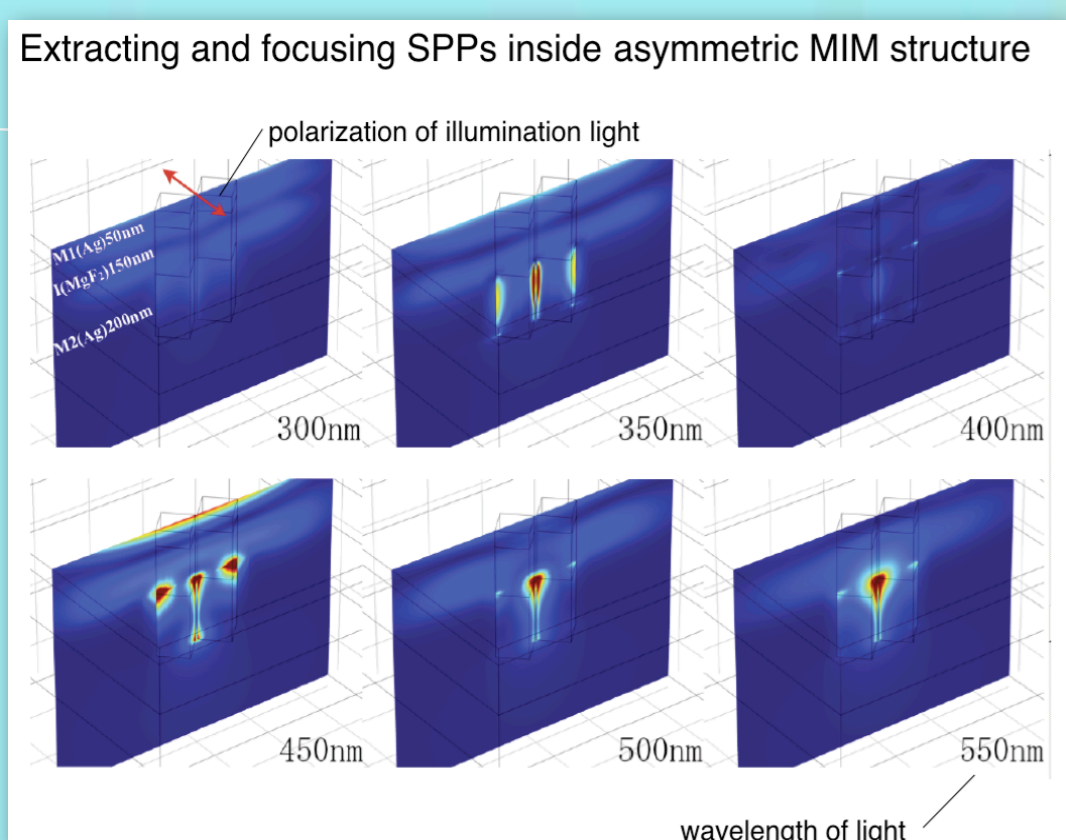 Extracting and focusing SPPs inside asymmetric MIM structure
polarization of illumination light
M1(Ag)50nm
I(MgF₂)150nm
M2(Ag)200nm
300nm
350nm
400nm
450nm
500nm
550nm
wavelength of light